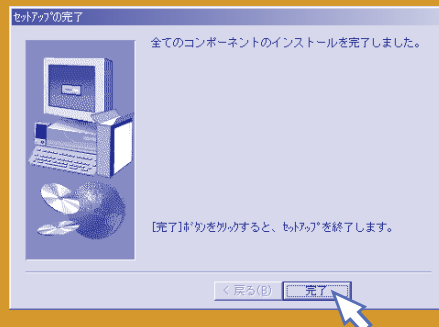 ｾｯﾄｱｯﾌﾟの完了
全てのコンポーネントのインストールを完了しました。
[完了]ﾎﾞﾀﾝをｸﾘｯｸすると、ｾｯﾄｱｯﾌﾟを終了します。
< 戻る(B)
完了